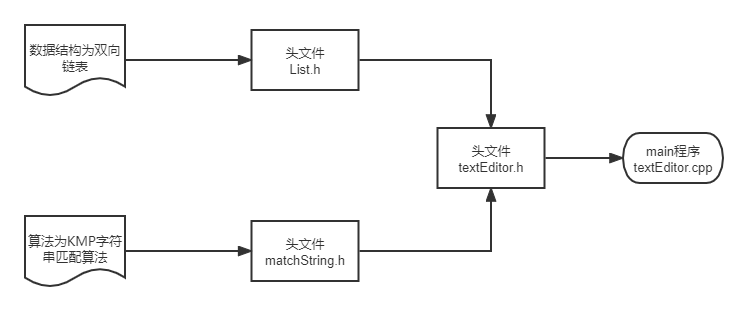 数据结构为双向
链表
头文件
List.h
头文件
textEditor.h
main程序
textEditor.cpp
算法为KMP字符
串匹配算法
头文件
matchString.h